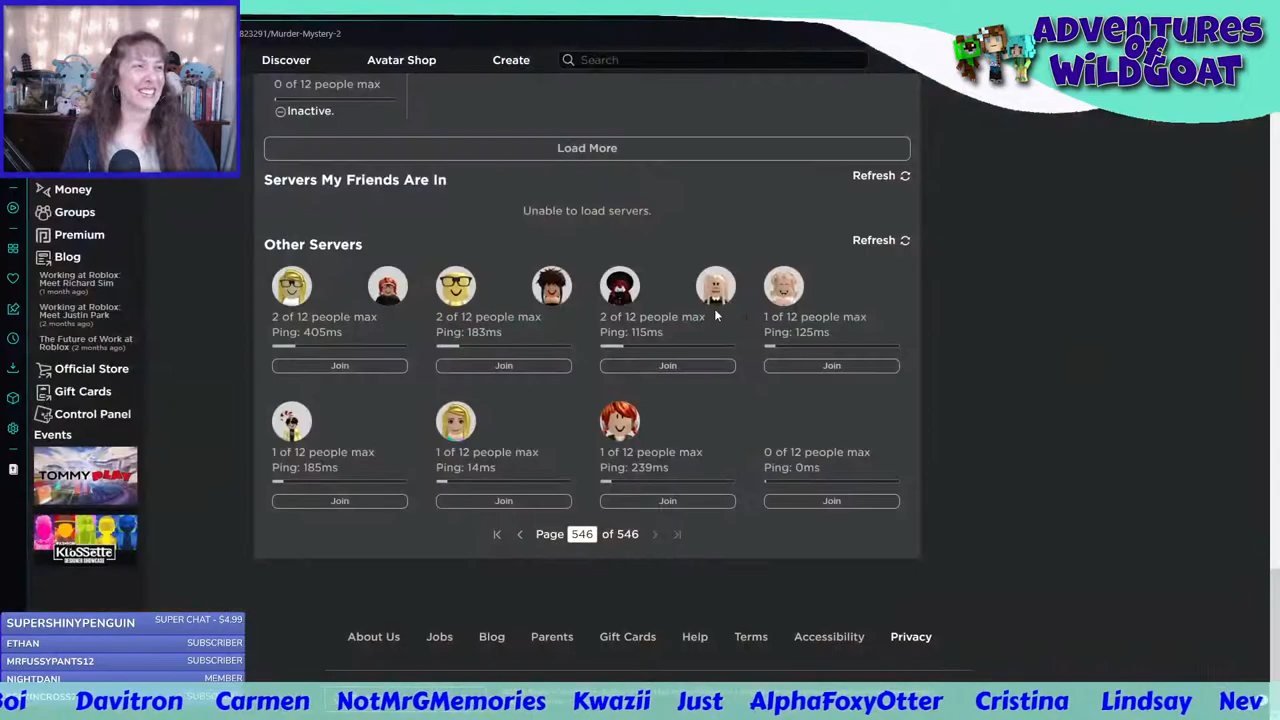 823291/Murder-Mystery-2
Discover
Avatar Shop
Create
Search
ADVENTURES
OF
WILDGOAT
0 of 12 people max
Inactive.
Load More
Servers My Friends Are In
Refresh
Unable to load servers.
Other Servers
Refresh
2 of 12 people max
Ping: 405ms
Join
2 of 12 people max
Ping: 183ms
Join
2 of 12 people max
Ping: 115ms
Join
1 of 12 people max
Ping: 125ms
Join
1 of 12 people max
Ping: 185ms
Join
1 of 12 people max
Ping: 14ms
Join
1 of 12 people max
Ping: 239ms
Join
0 of 12 people max
Ping: 0ms
Join
Page 546 of 546
Money
Groups
Premium
Blog
Working at Roblox:
Meet Richard Sim
(1 month ago)
Working at Roblox:
Meet Justin Park
(2 months ago)
The Future of Work at
Roblox (2 months ago)
Official Store
Gift Cards
Control Panel
Events
TOMMY PLAY
KLOSSETTE
DESIGNER SHOWCASE
About Us
Jobs
Blog
Parents
Gift Cards
Help
Terms
Accessibility
Privacy
SUPERSHINYPENGUIN SUPER CHAT - $4.99
ETHAN SUBSCRIBER
MRFUSSYPANTS12 SUBSCRIBER
NIGHTDANI MEMBER
Boi Davitron Carmen NotMrGMemories Kwazii Just AlphaFoxyOtter Cristina Lindsay Nev